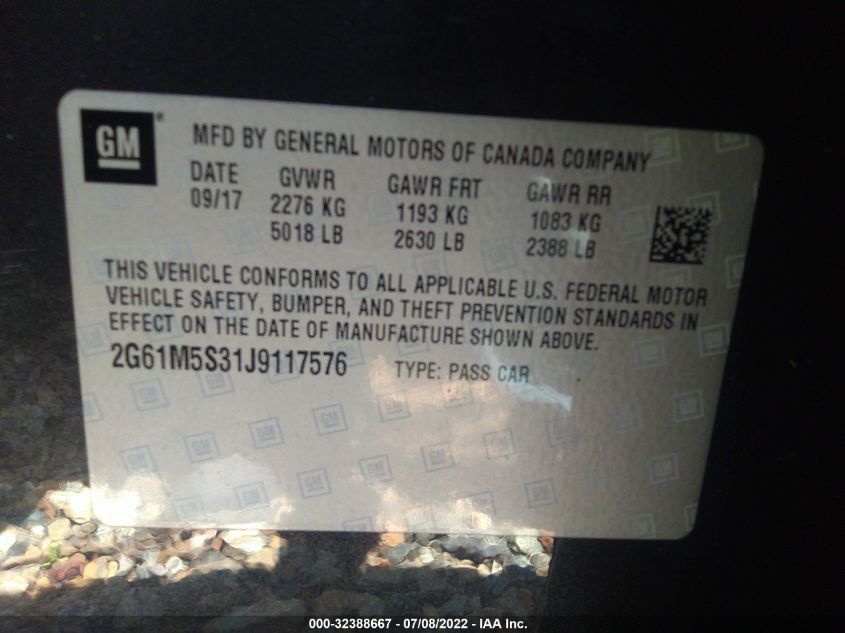 GM
MFD BY GENERAL MOTORS OF CANADA COMPANY
DATE GVWR GAWR FRT GAWR RR
09/17 2276 KG 1193 KG 1083 KG
5018 LB 2630 LB 2388 LB
THIS VEHICLE CONFORMS TO ALL APPLICABLE U.S. FEDERAL MOTOR
VEHICLE SAFETY, BUMPER, AND THEFT PREVENTION STANDARDS IN
EFFECT ON THE DATE OF MANUFACTURE SHOWN ABOVE.
2G61M5S31J9117576 TYPE: PASS CAR
000-32388667 - 07/08/2022 - IAA Inc.